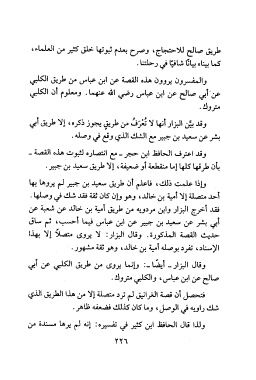 طريق صالح للاحتجاج، وصرح بعدم ثبوتها خلق كثير من العلماء،
كما بيناه بيانًا شافيًا في رحلتنا.
والمفسرون يروون هذه القصة عن ابن عباس من طريق الكلبي
عن أبي صالح عن ابن عباس رضي الله عنهما. ومعلوم أن الكلبي
متروك.
وقد بيَّن البزار أنها لا تُعْرَفُ من طريق يجوز ذكره، إلا طريق أبي
بشر عن سعيد بن جبير مع الشك الذي وقع في وصله.
وقد اعترف الحافظ ابن حجر ـ مع انتصاره لثبوت هذه القصة ـ
بأن طرقها كلها إما منقطعة أو ضعيفة، إلا طريق سعيد بن جبير.
وإذا علمت ذلك، فاعلم أن طريق سعيد بن جبير لم يروها بها
أحد متصلة إلا أمية بن خالد، وهو وإن كان ثقة فقد شك في وصلها.
فقد أخرج البزار وابن مردويه من طريق أمية بن خالد عن شعبة عن
أبي بشر عن سعيد بن جبير عن ابن عباس فيما أحسب، ثم ساق
حديث القصة المذكورة. وقال البزار: لا يروى متصلًا إلا بهذا
الإسناد، تفرد بوصله أمية بن خالد، وهو ثقة مشهور.
وقال البزار ـ أيضًا ـ: وإنما يروى من طريق الكلبي عن أبي
صالح عن ابن عباس، والكلبي متروك.
فتحصل أن قصة الغرانيق لم ترد متصلة إلا من هذا الطريق الذي
شك راويه في الوصل، وما كان كذلك فضعفه ظاهر.
ولذا قال الحافظ ابن كثير في تفسيره: إنه لم يرها مسندة من
٢٢٦